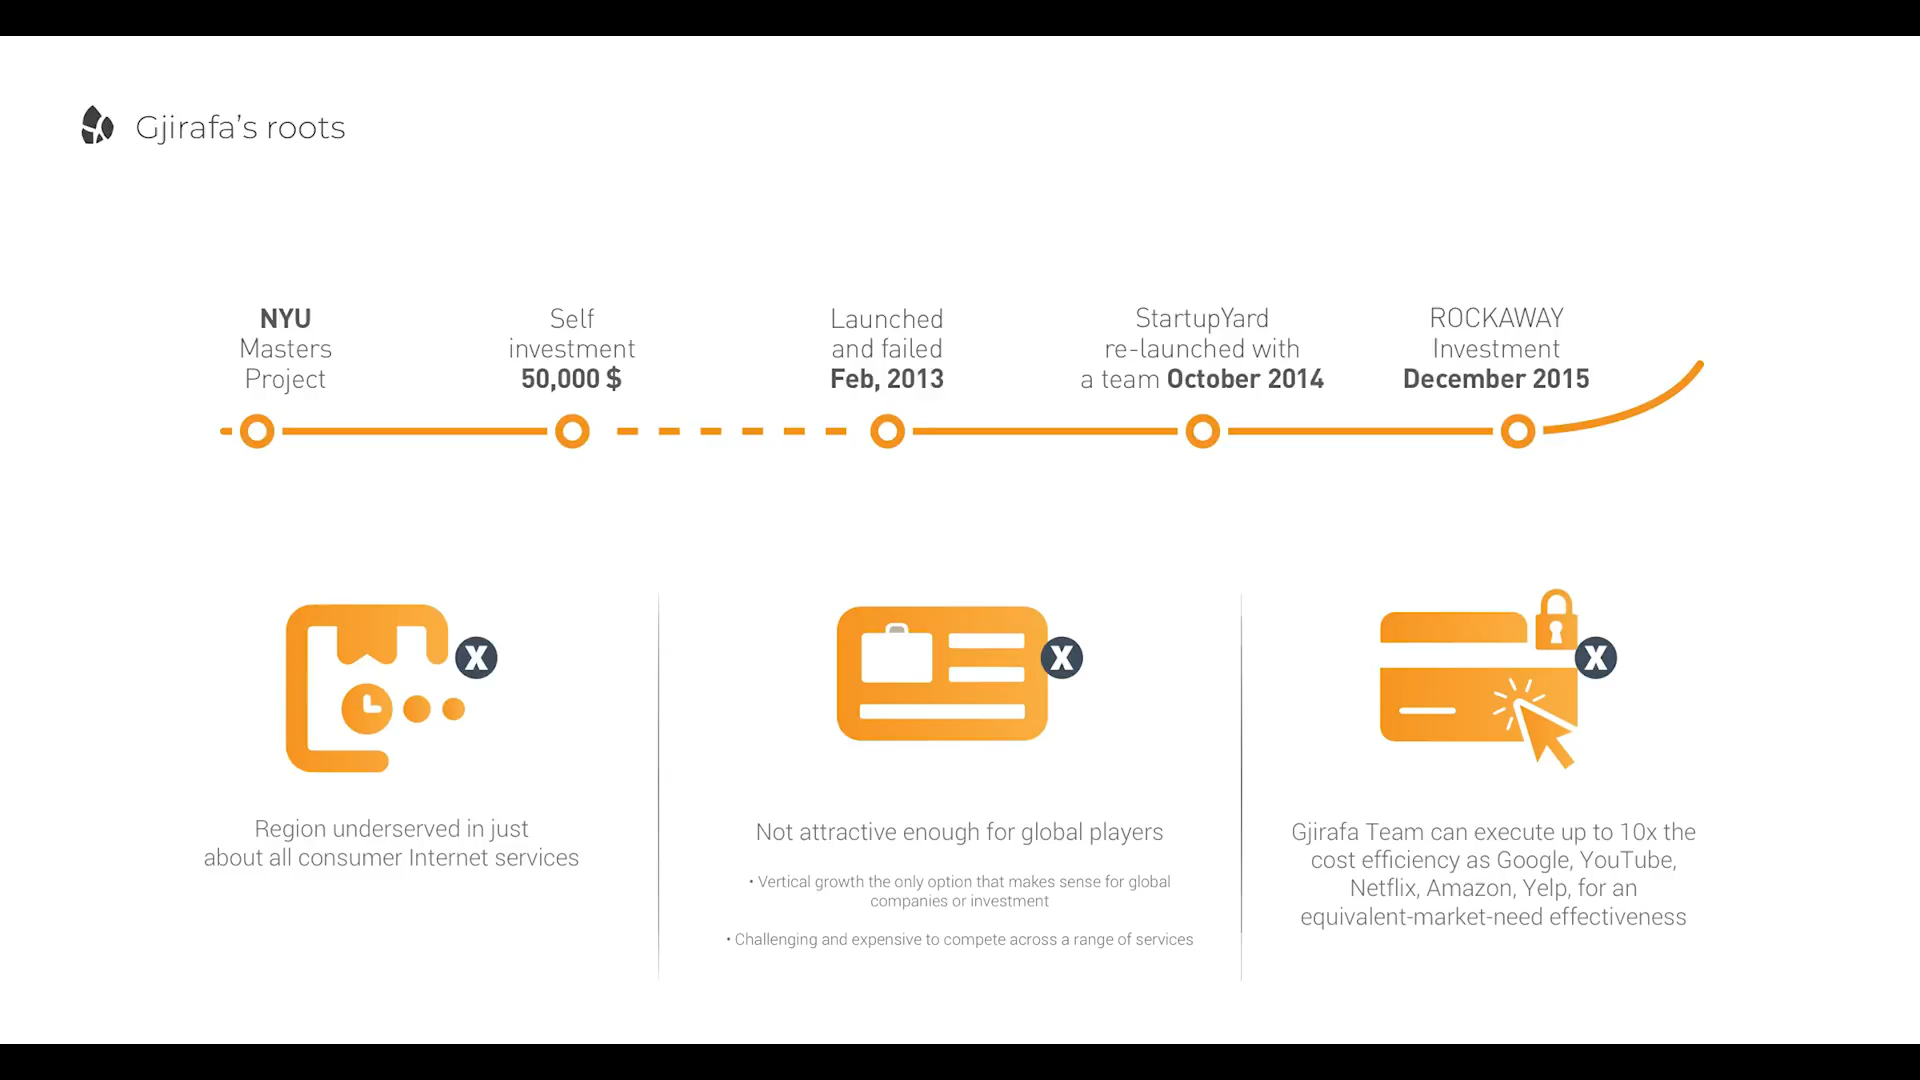 Gjirafa's roots
NYU
Masters
Project
Self
investment
50,000 $
Launched
and failed
Feb, 2013
StartupYard
re-launched with
a team October 2014
ROCKAWAY
Investment
December 2015
X
X
X
Region underserved in just
about all consumer Internet services
Not attractive enough for global players
• Vertical growth the only option that makes sense for global
companies or investment
• Challenging and expensive to compete across a range of services
Gjirafa Team can execute up to 10x the
cost efficiency as Google, YouTube,
Netflix, Amazon, Yelp, for an
equivalent-market-need effectiveness